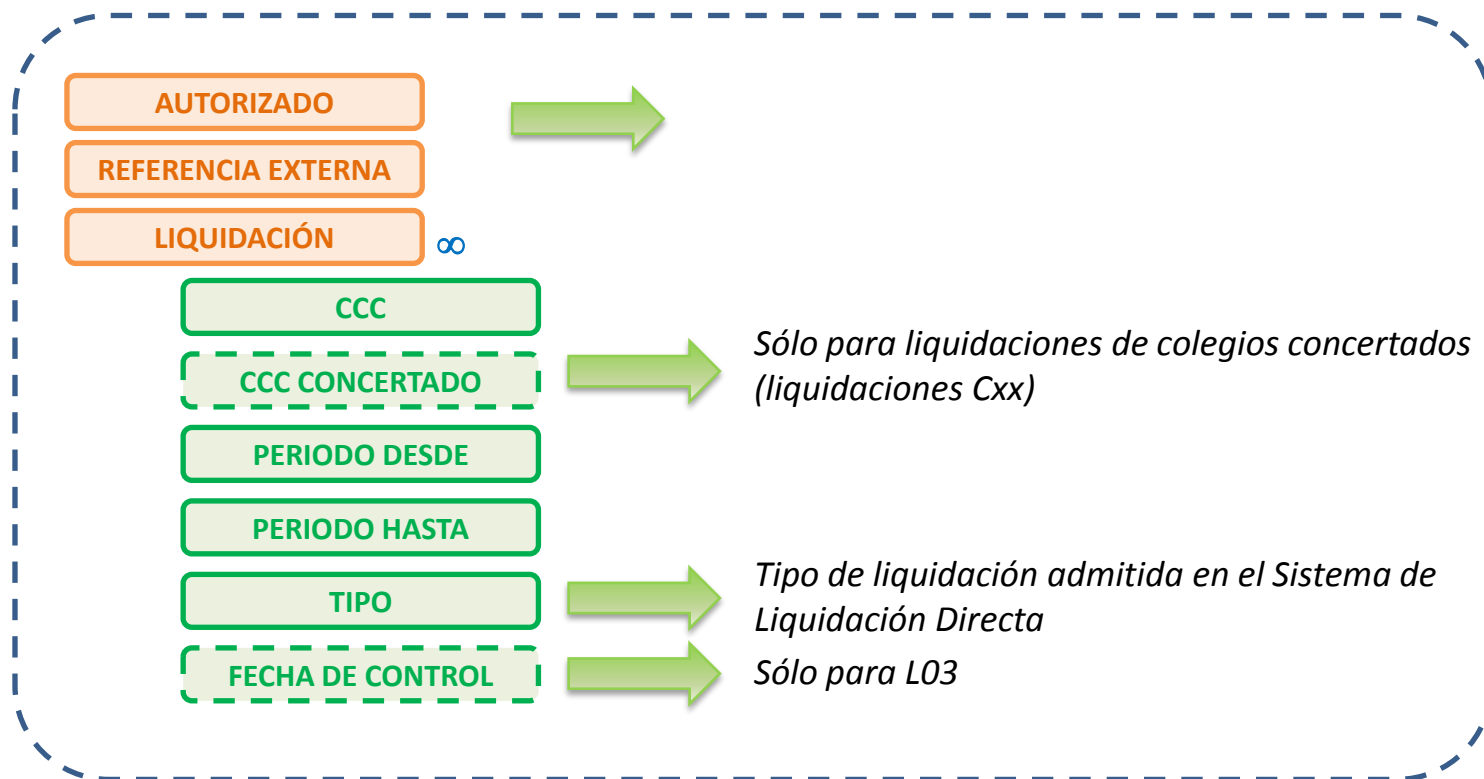 AUTORIZADO
REFERENCIA EXTERNA
LIQUIDACIÓN ∞
CCC
CCC CONCERTADO
Sólo para liquidaciones de colegios concertados
(liquidaciones Cxx)
PERIODO DESDE
PERIODO HASTA
TIPO
Tipo de liquidación admitida en el Sistema de
Liquidación Directa
FECHA DE CONTROL
Sólo para L03